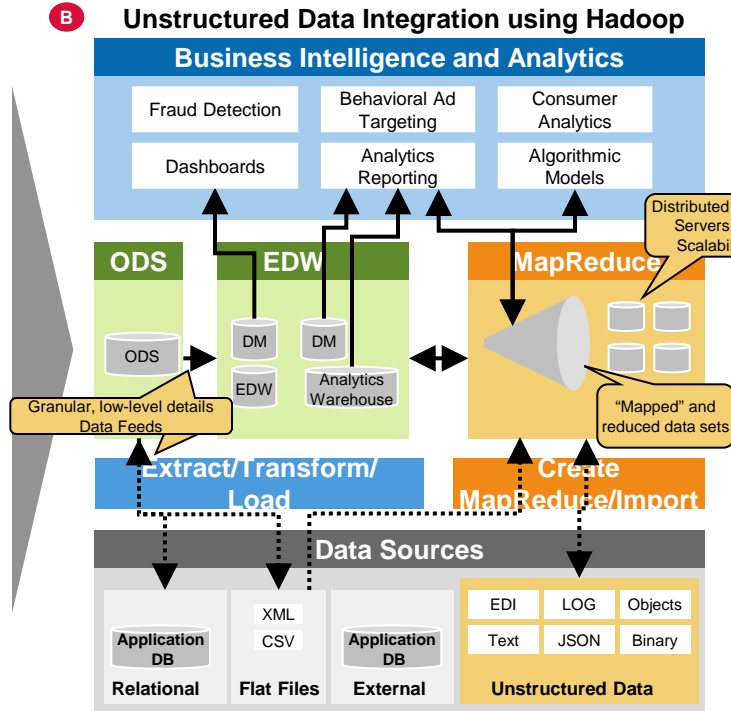 B
Unstructured Data Integration using Hadoop
Business Intelligence and Analytics
Fraud Detection
Behavioral Ad
Targeting
Consumer
Analytics
Dashboards
Analytics
Reporting
Algorithmic
Models
Distributed
Servers
Scalabi
ODS
EDW
MapReduce
ODS
DM
EDW
DM
Analytics
Warehouse
Granular, low-level details
Data Feeds
“Mapped” and
reduced data sets
Extract/Transform/
Load
Create
MapReduce/Import
Data Sources
Application
DB
Relational
XML
CSV
Flat Files
Application
DB
External
EDI
LOG
Objects
Text
JSON
Binary
Unstructured Data